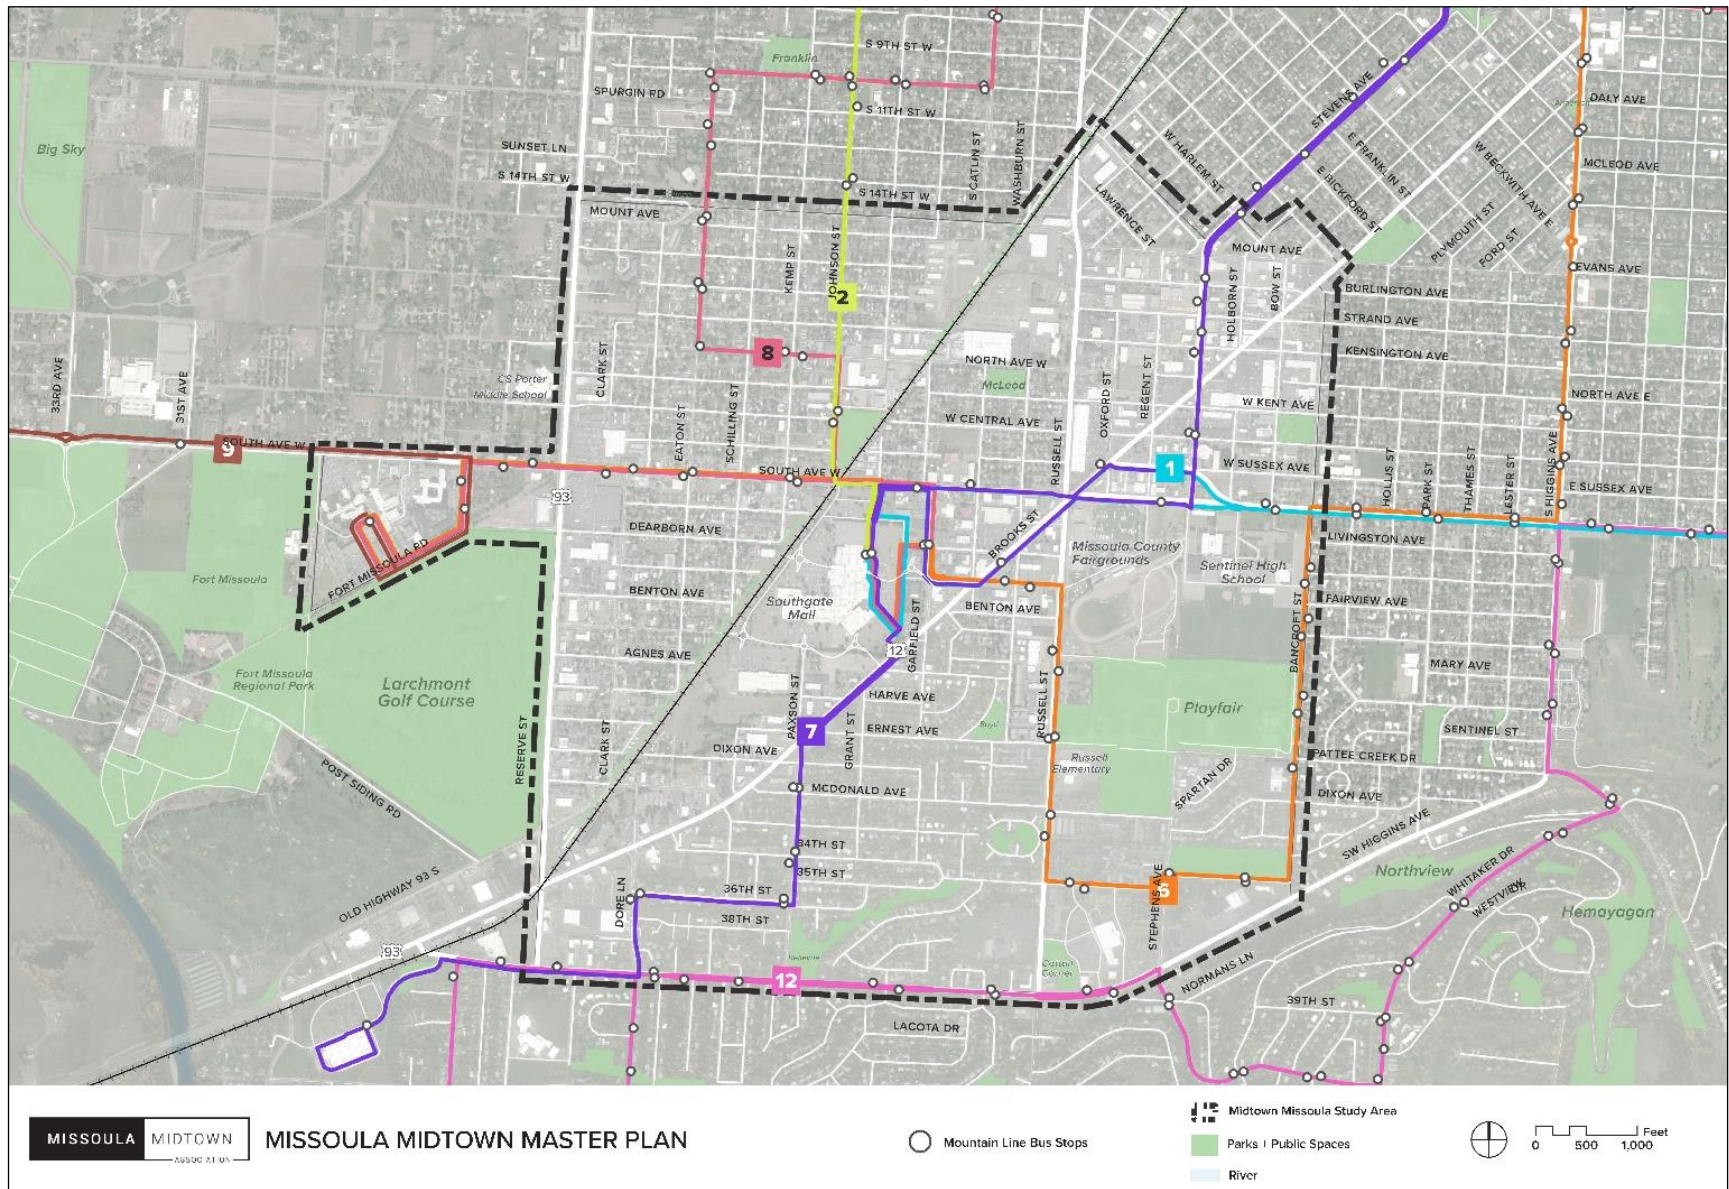 S 9TH ST W
Franklin
SPURGIN RD
S 11TH ST W
STEVENS AVE
DALY AVE
Big Sky
SUNSET LN
S 14TH ST W
S 14TH ST W
S CATLIN ST
WASHBURN ST
W HARLEM ST
E FRANKLIN ST
E BICKFORD ST
W BECKWITH AVE E
MCLEOD AVE
MOUNT AVE
LAWRENCE ST
PLYMOUTH ST
FORD ST
KEMP ST
JOHNSON ST
MOUNT AVE
EVANS AVE
2
HOLBORN ST
BOW ST
BURLINGTON AVE
STRAND AVE
KENSINGTON AVE
8
NORTH AVE W
33RD AVE
31ST AVE
CS Porter
Middle School
CLARK ST
McLeod
OXFORD ST
REGENT ST
NORTH AVE E
EATON ST
SCHILLING ST
W CENTRAL AVE
W KENT AVE
9
SOUTH AVE W
SOUTH AVE W
RUSSELL ST
1
W SUSSEX AVE
HOLLIS ST
PARK ST
THAMES ST
LESTER ST
S HIGGINS AVE
E SUSSEX AVE
93
DEARBORN AVE
BROOKS ST
Missoula County
Fairgrounds
Sentinel High
School
LIVINGSTON AVE
Fort Missoula
FORT MISSOULA RD
BENTON AVE
Southgate
Mall
BENTON AVE
FAIRVIEW AVE
GARFIELD ST
BANCROFT ST
12
AGNES AVE
MARY AVE
Fort Missoula
Regional Park
Larchmont
Golf Course
PAXSON ST
HARVE AVE
RUSSELL ST
Playfair
7
GRANT ST
ERNEST AVE
Boyd
SENTINEL ST
RESERVE ST
CLARK ST
DIXON AVE
Russell
Elementary
PATTEE CREEK DR
POST SIDING RD
MCDONALD AVE
SPARTAN DR
DIXON AVE
34TH ST
SW HIGGINS AVE
35TH ST
Northview
WHITAKER DR
OLD HIGHWAY 93 S
DORE LN
36TH ST
38TH ST
STEPHENS AVE
6
WESTVIEW DR
Hemayagan
93
12
NORMANS LN
39TH ST
LACOTA DR
MISSOULA MIDTOWN
ASSOCIATION
MISSOULA MIDTOWN MASTER PLAN
Mountain Line Bus Stops
Midtown Missoula Study Area
Parks + Public Spaces
River
Feet
0 500 1,000